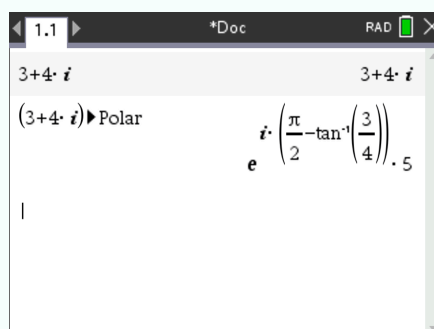 1.1 *Doc RAD
3+4·i 3+4·i
(3+4·i)▶Polar e^(i·(π/2−tan⁻¹(3/4)))·5